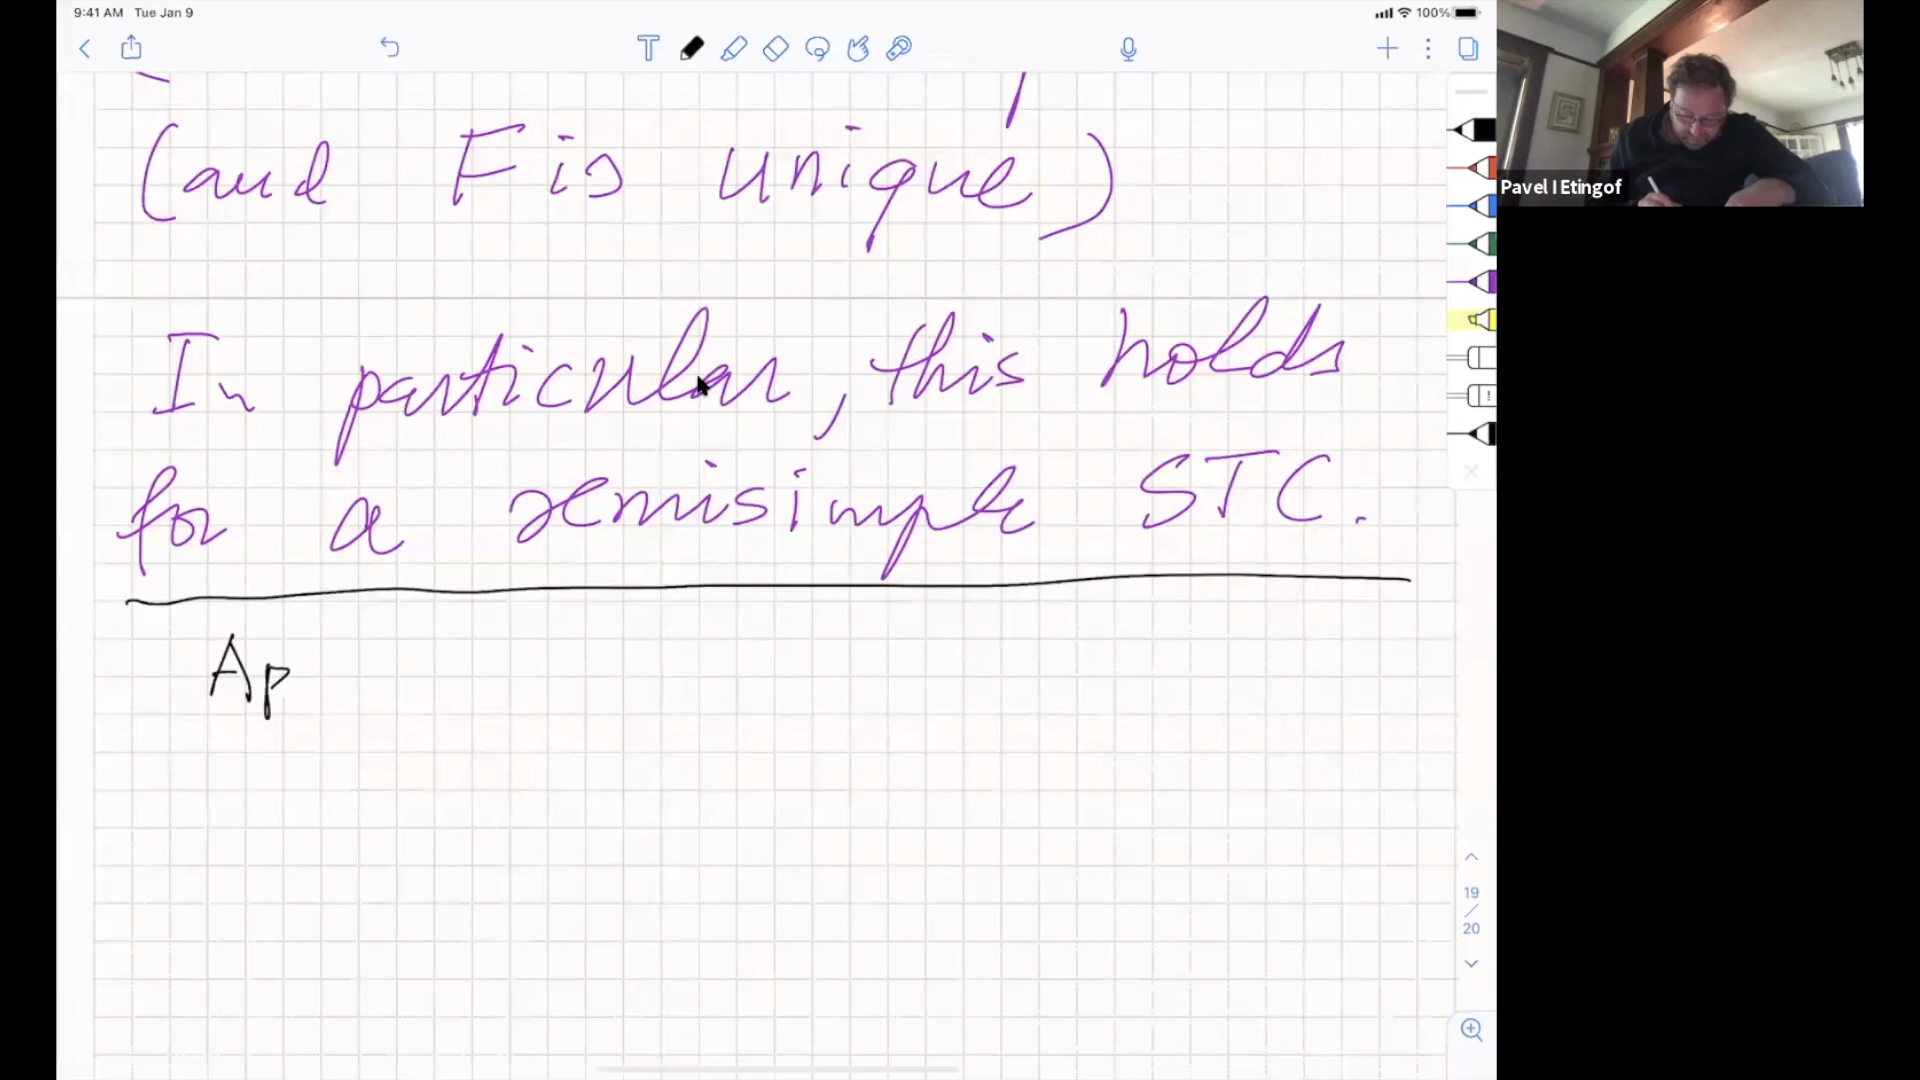 9:41 AM Tue Jan 9
100%
(and F is unique)
In particular, this holds
for a semisimple STC.
Ap
Pavel I Etingof
19
/
20